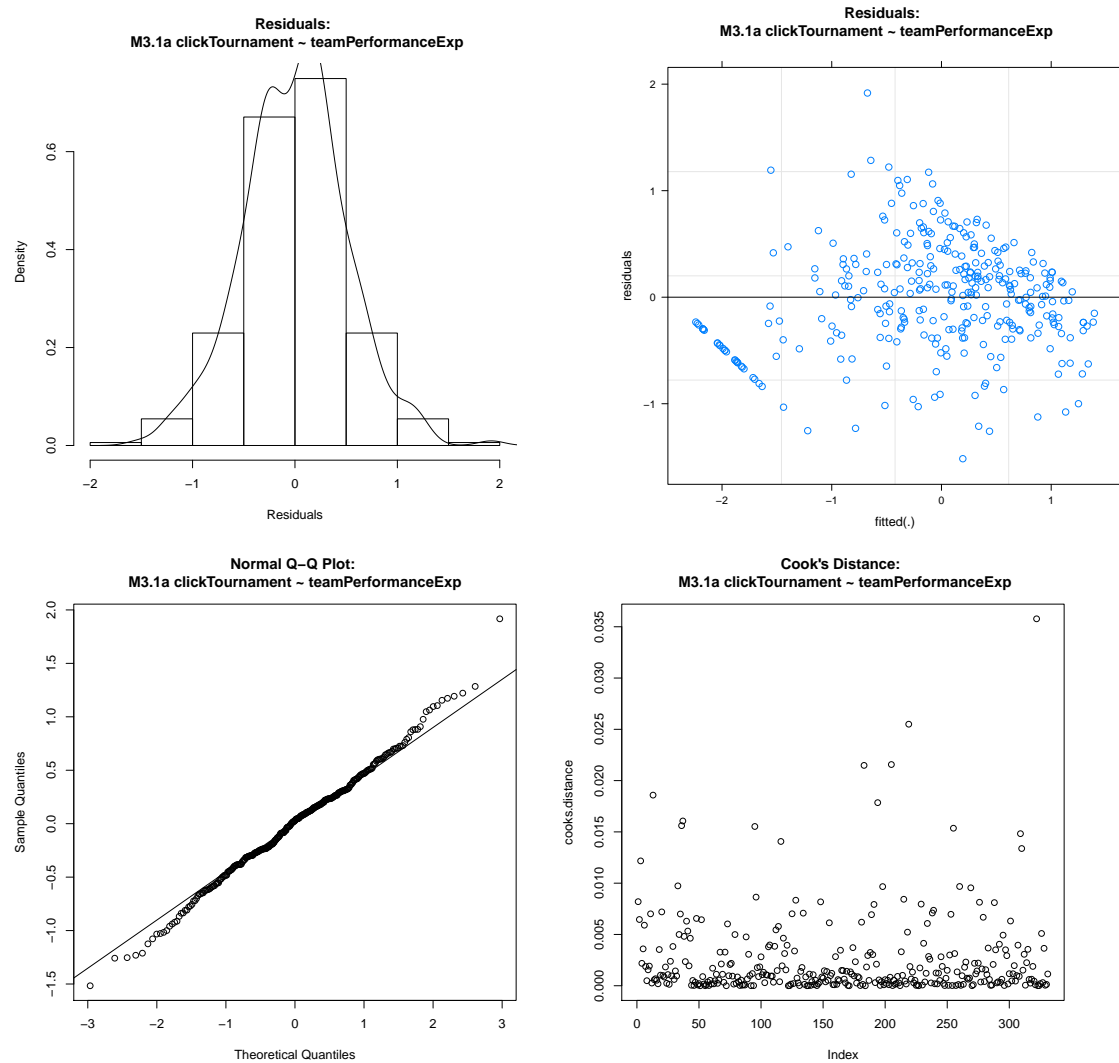 Residuals:
M3.1a clickTournament ~ teamPerformanceExp
Density
0.0 0.2 0.4 0.6
−2 −1 0 1 2
Residuals
Residuals:
M3.1a clickTournament ~ teamPerformanceExp
residuals
−1 0 1 2
−2 −1 0 1
fitted(.)
Normal Q−Q Plot:
M3.1a clickTournament ~ teamPerformanceExp
Sample Quantiles
−1.5 −1.0 −0.5 0.0 0.5 1.0 1.5 2.0
−3 −2 −1 0 1 2 3
Theoretical Quantiles
Cook's Distance:
M3.1a clickTournament ~ teamPerformanceExp
cooks.distance
0.000 0.005 0.010 0.015 0.020 0.025 0.030 0.035
0 50 100 150 200 250 300
Index